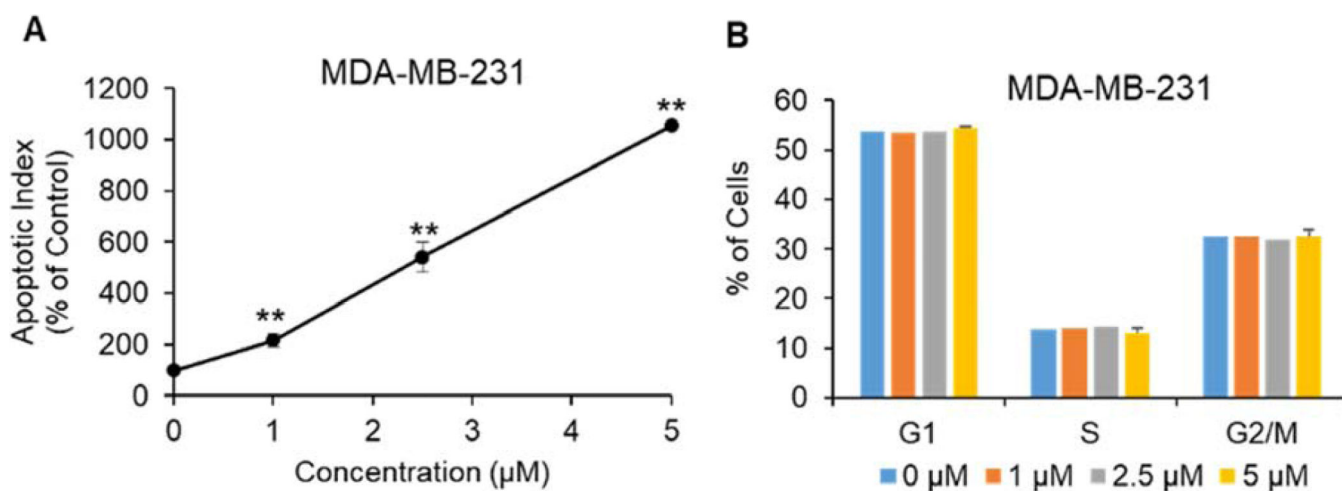 A
MDA-MB-231
Apoptotic Index
(% of Control)
1200
1000
800
600
400
200
0
**
**
**
0 1 2 3 4 5
Concentration (µM)
B
MDA-MB-231
% of Cells
60
50
40
30
20
10
0
G1 S G2/M
0 µM 1 µM 2.5 µM 5 µM